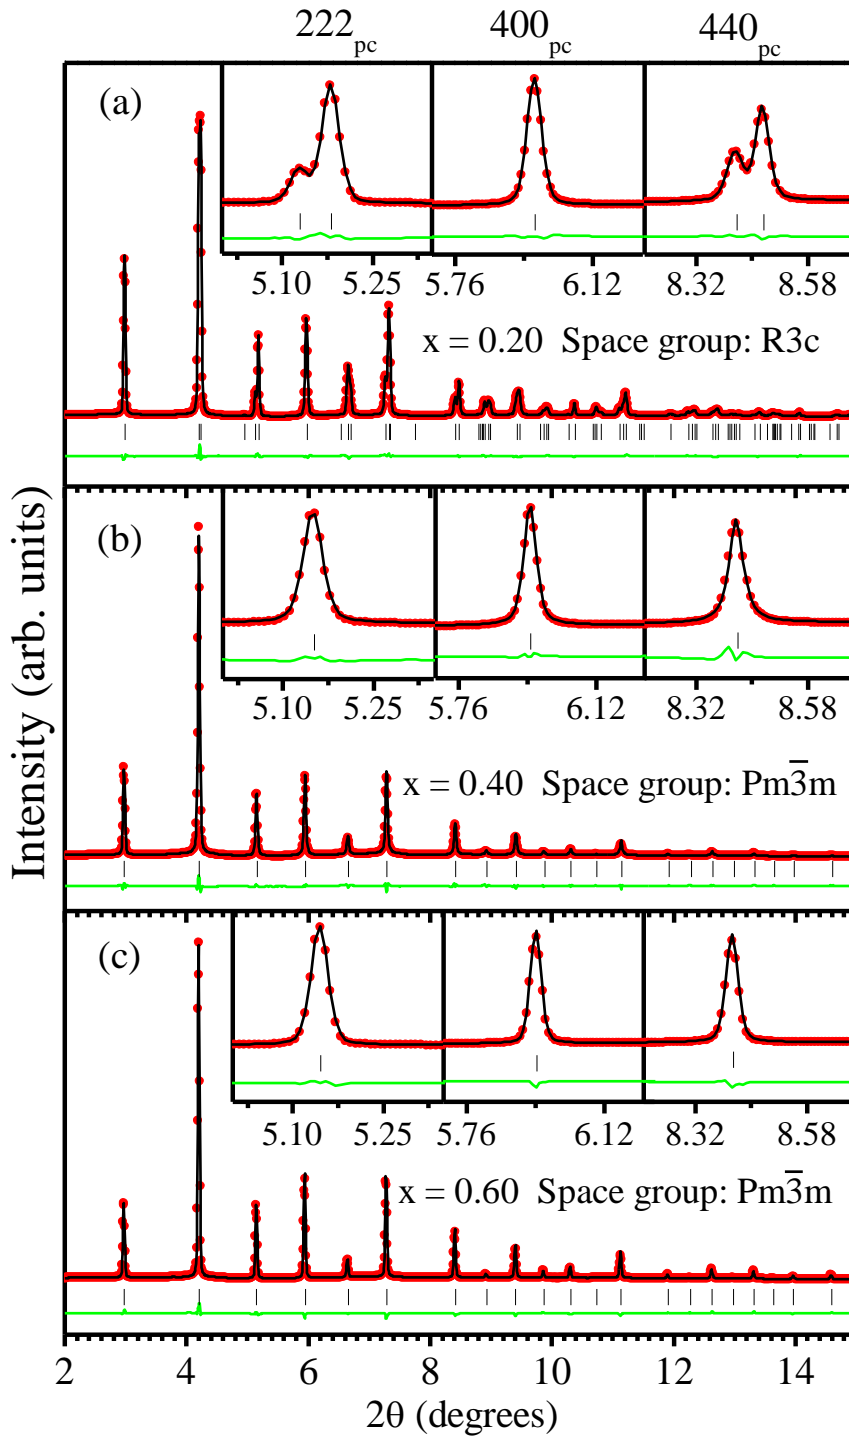 222pc 400pc 440pc
(a)
5.10 5.25 5.76 6.12 8.32 8.58
x = 0.20 Space group: R3c
(b)
5.10 5.25 5.76 6.12 8.32 8.58
x = 0.40 Space group: Pm3̅m
(c)
5.10 5.25 5.76 6.12 8.32 8.58
x = 0.60 Space group: Pm3̅m
Intensity (arb. units)
2 4 6 8 10 12 14
2θ (degrees)